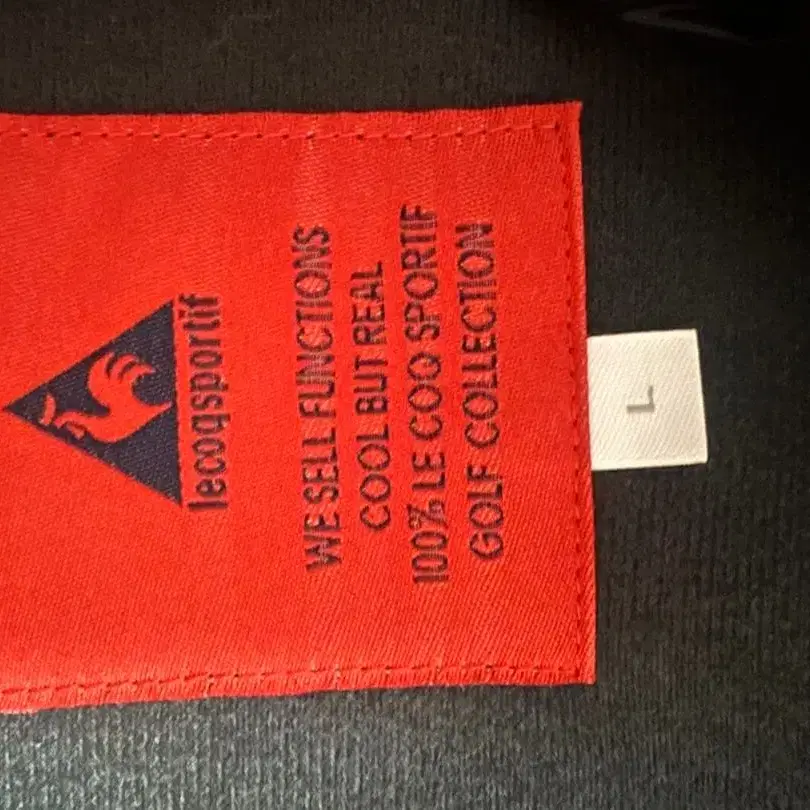 lecoqsportif
WE SELL FUNCTIONS
COOL BUT REAL
100% LE COQ SPORTIF
GOLF COLLECTION
L